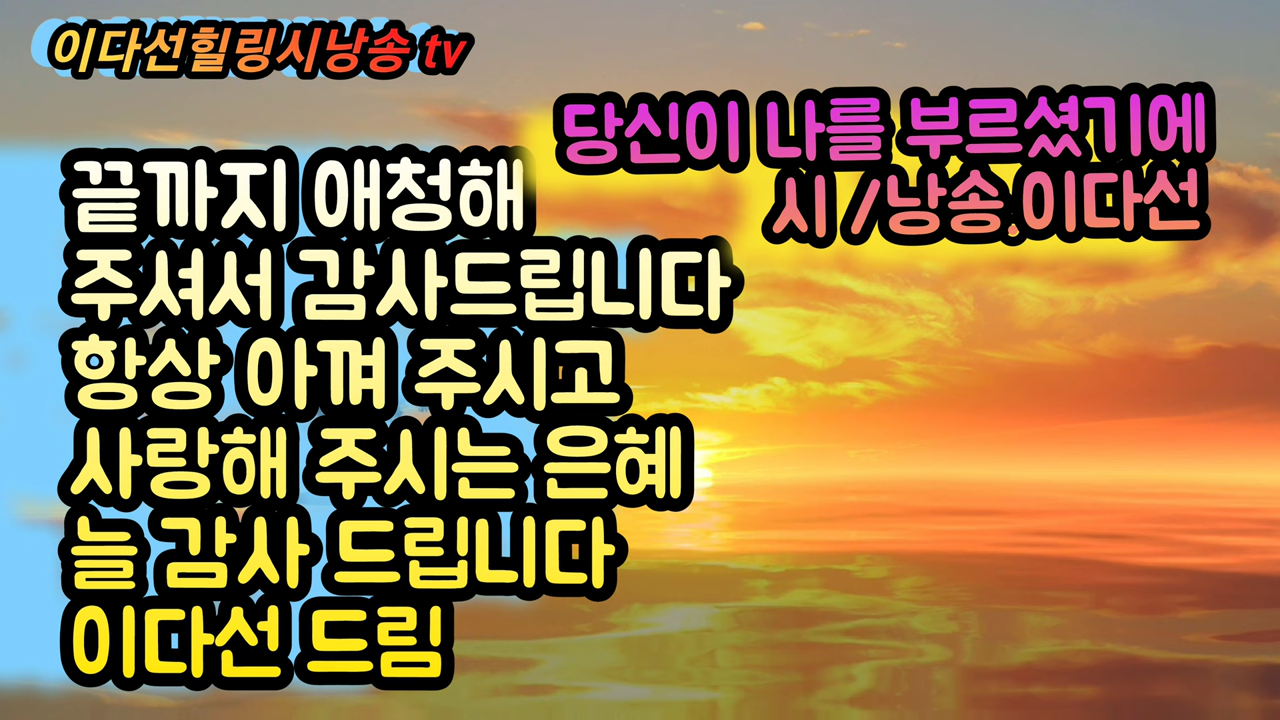 이다선힐링시낭송 tv
당신이 나를 부르셨기에
시 /낭송.이다선
끝까지 애청해
주셔서 감사드립니다
항상 아껴 주시고
사랑해 주시는 은혜
늘 감사 드립니다
이다선 드림